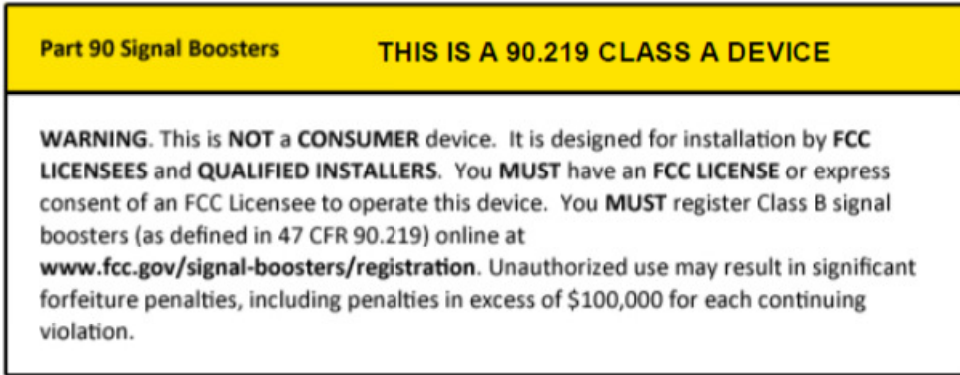 Part 90 Signal Boosters THIS IS A 90.219 CLASS A DEVICE
WARNING. This is NOT a CONSUMER device. It is designed for installation by FCC
LICENSEES and QUALIFIED INSTALLERS. You MUST have an FCC LICENSE or express
consent of an FCC Licensee to operate this device. You MUST register Class B signal
boosters (as defined in 47 CFR 90.219) online at
www.fcc.gov/signal-boosters/registration. Unauthorized use may result in significant
forfeiture penalties, including penalties in excess of $100,000 for each continuing
violation.